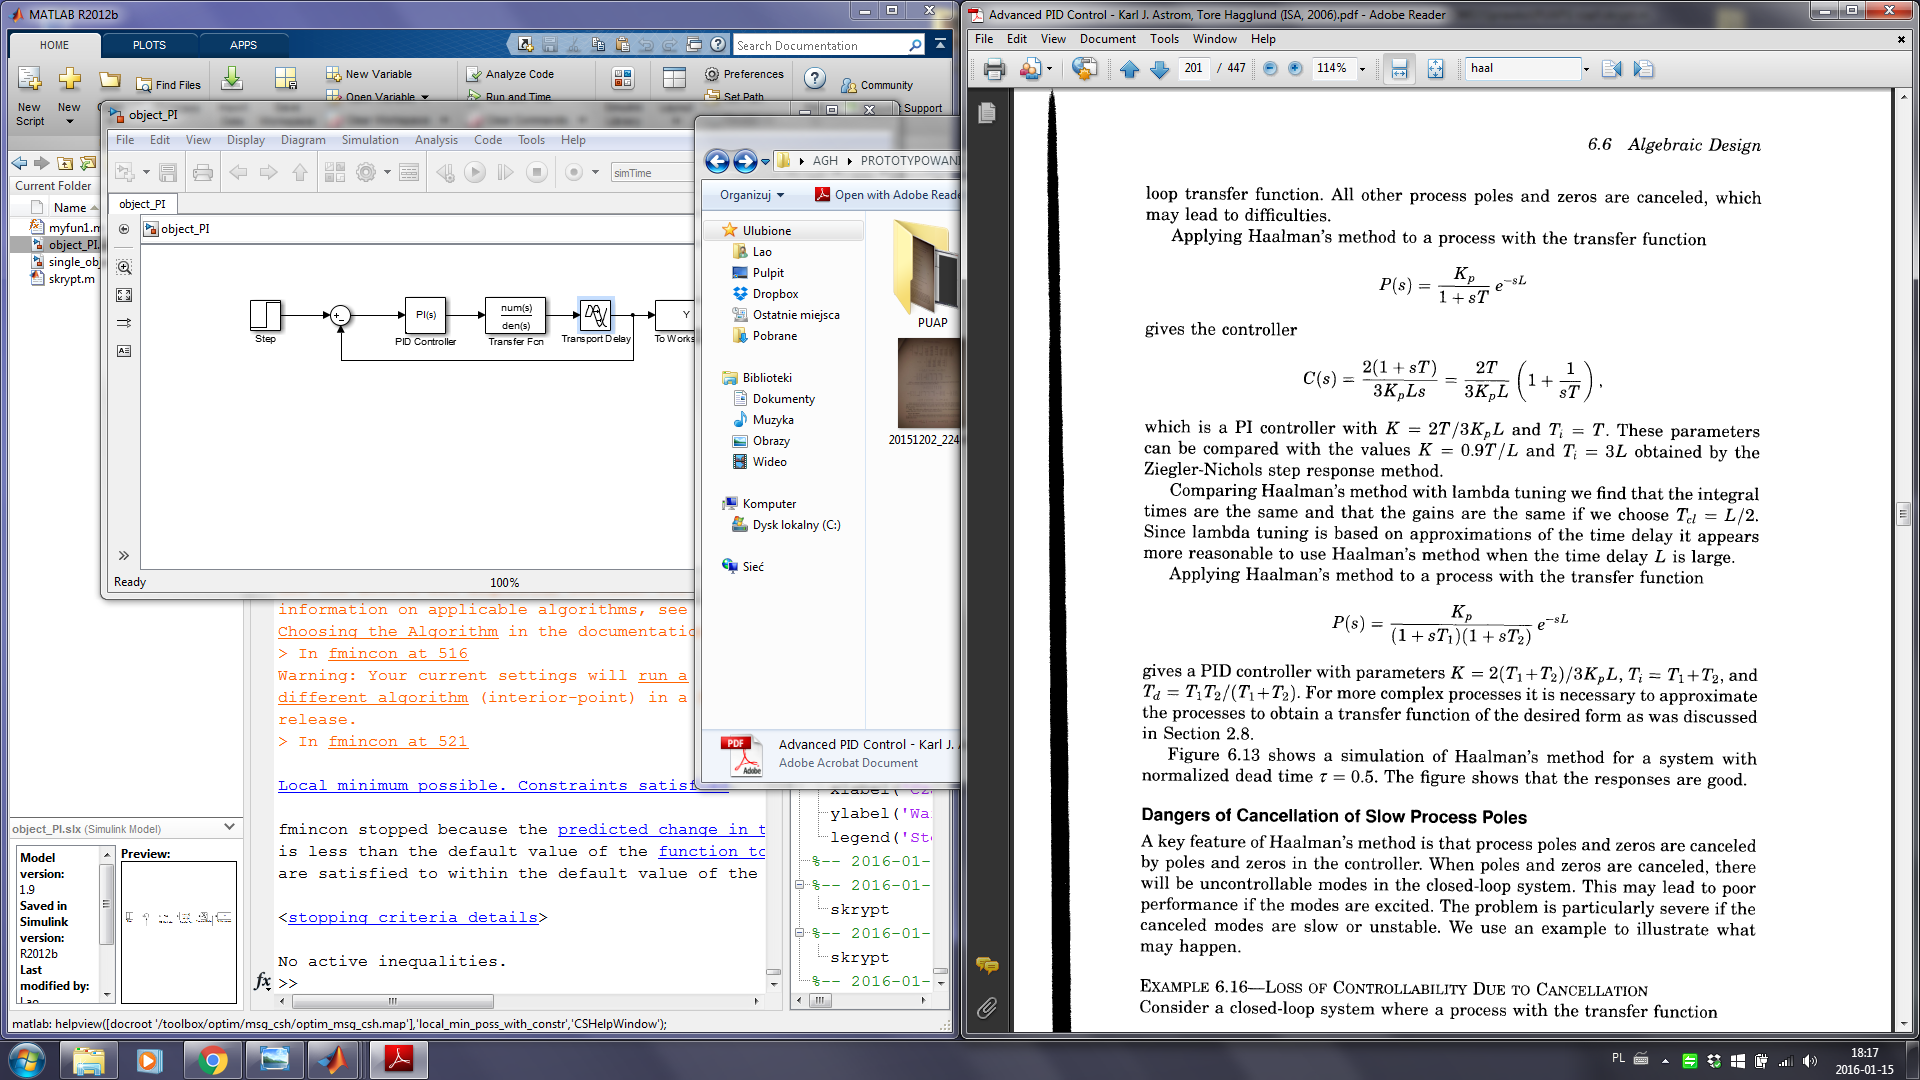 MATLAB R2012b
HOME
PLOTS
APPS
Search Documentation
New Script
New
Find Files
New Variable
Open Variable
Analyze Code
Run and Time
Preferences
Set Path
Community
Support
Current Folder
Name
myfun1.m
object_PI.
single_obj
skrypt.m
object_PI
File Edit View Display Diagram Simulation Analysis Code Tools Help
simTime
object_PI
object_PI
Step
PI(s)
PID Controller
num(s)
den(s)
Transfer Fcn
Transport Delay
Y
To Works
Ready
100%
information on applicable algorithms, see
Choosing the Algorithm in the documentatio
> In fmincon at 516
Warning: Your current settings will run a
different algorithm (interior-point) in a
release.
> In fmincon at 521
Local minimum possible. Constraints satisf
fmincon stopped because the predicted change in t
is less than the default value of the function to
are satisfied to within the default value of the
<stopping criteria details>
No active inequalities.
fx >>
ylabel('Wa
legend('St
%-- 2016-01-
%-- 2016-01-
skrypt
%-- 2016-01-
skrypt
%-- 2016-01-
object_PI.slx (Simulink Model)
Model version:
1.9
Saved in Simulink version:
R2012b
Last modified by:
Lao
Preview:
matlab: helpview([docroot '/toolbox/optim/msg_csh/optim_msg_csh.map'],'local_min_poss_with_constr','CSHelpWindow');
AGH
PROTOTYPOWANI
Organizuj
Open with Adobe Reade
Ulubione
Lao
Pulpit
Dropbox
Ostatnie miejsca
Pobrane
Biblioteki
Dokumenty
Muzyka
Obrazy
Wideo
Komputer
Dysk lokalny (C:)
Sieć
PUAP
20151202_224
PDF
Adobe
Advanced PID Control - Karl J. A
Adobe Acrobat Document
Advanced PID Control - Karl J. Astrom, Tore Hagglund (ISA, 2006).pdf - Adobe Reader
File Edit View Document Tools Window Help
201 / 447
114%
haal
6.6 Algebraic Design
loop transfer function. All other process poles and zeros are canceled, which
may lead to difficulties.
Applying Haalman's method to a process with the transfer function
P(s) = K_p / (1 + sT) e^{-sL}
gives the controller
C(s) = 2(1 + sT) / 3K_pLs = 2T / 3K_pL (1 + 1/sT),
which is a PI controller with K = 2T/3K_pL and T_i = T. These parameters
can be compared with the values K = 0.9T/L and T_i = 3L obtained by the
Ziegler-Nichols step response method.
Comparing Haalman's method with lambda tuning we find that the integral
times are the same and that the gains are the same if we choose T_cl = L/2.
Since lambda tuning is based on approximations of the time delay it appears
more reasonable to use Haalman's method when the time delay L is large.
Applying Haalman's method to a process with the transfer function
P(s) = K_p / (1 + sT_1)(1 + sT_2) e^{-sL}
gives a PID controller with parameters K = 2(T_1+T_2)/3K_pL, T_i = T_1+T_2, and
T_d = T_1T_2/(T_1+T_2). For more complex processes it is necessary to approximate
the processes to obtain a transfer function of the desired form as was discussed
in Section 2.8.
Figure 6.13 shows a simulation of Haalman's method for a system with
normalized dead time τ = 0.5. The figure shows that the responses are good.
Dangers of Cancellation of Slow Process Poles
A key feature of Haalman's method is that process poles and zeros are canceled
by poles and zeros in the controller. When poles and zeros are canceled, there
will be uncontrollable modes in the closed-loop system. This may lead to poor
performance if the modes are excited. The problem is particularly severe if the
canceled modes are slow or unstable. We use an example to illustrate what
may happen.
EXAMPLE 6.16—LOSS OF CONTROLLABILITY DUE TO CANCELLATION
Consider a closed-loop system where a process with the transfer function
PL
18:17
2016-01-15